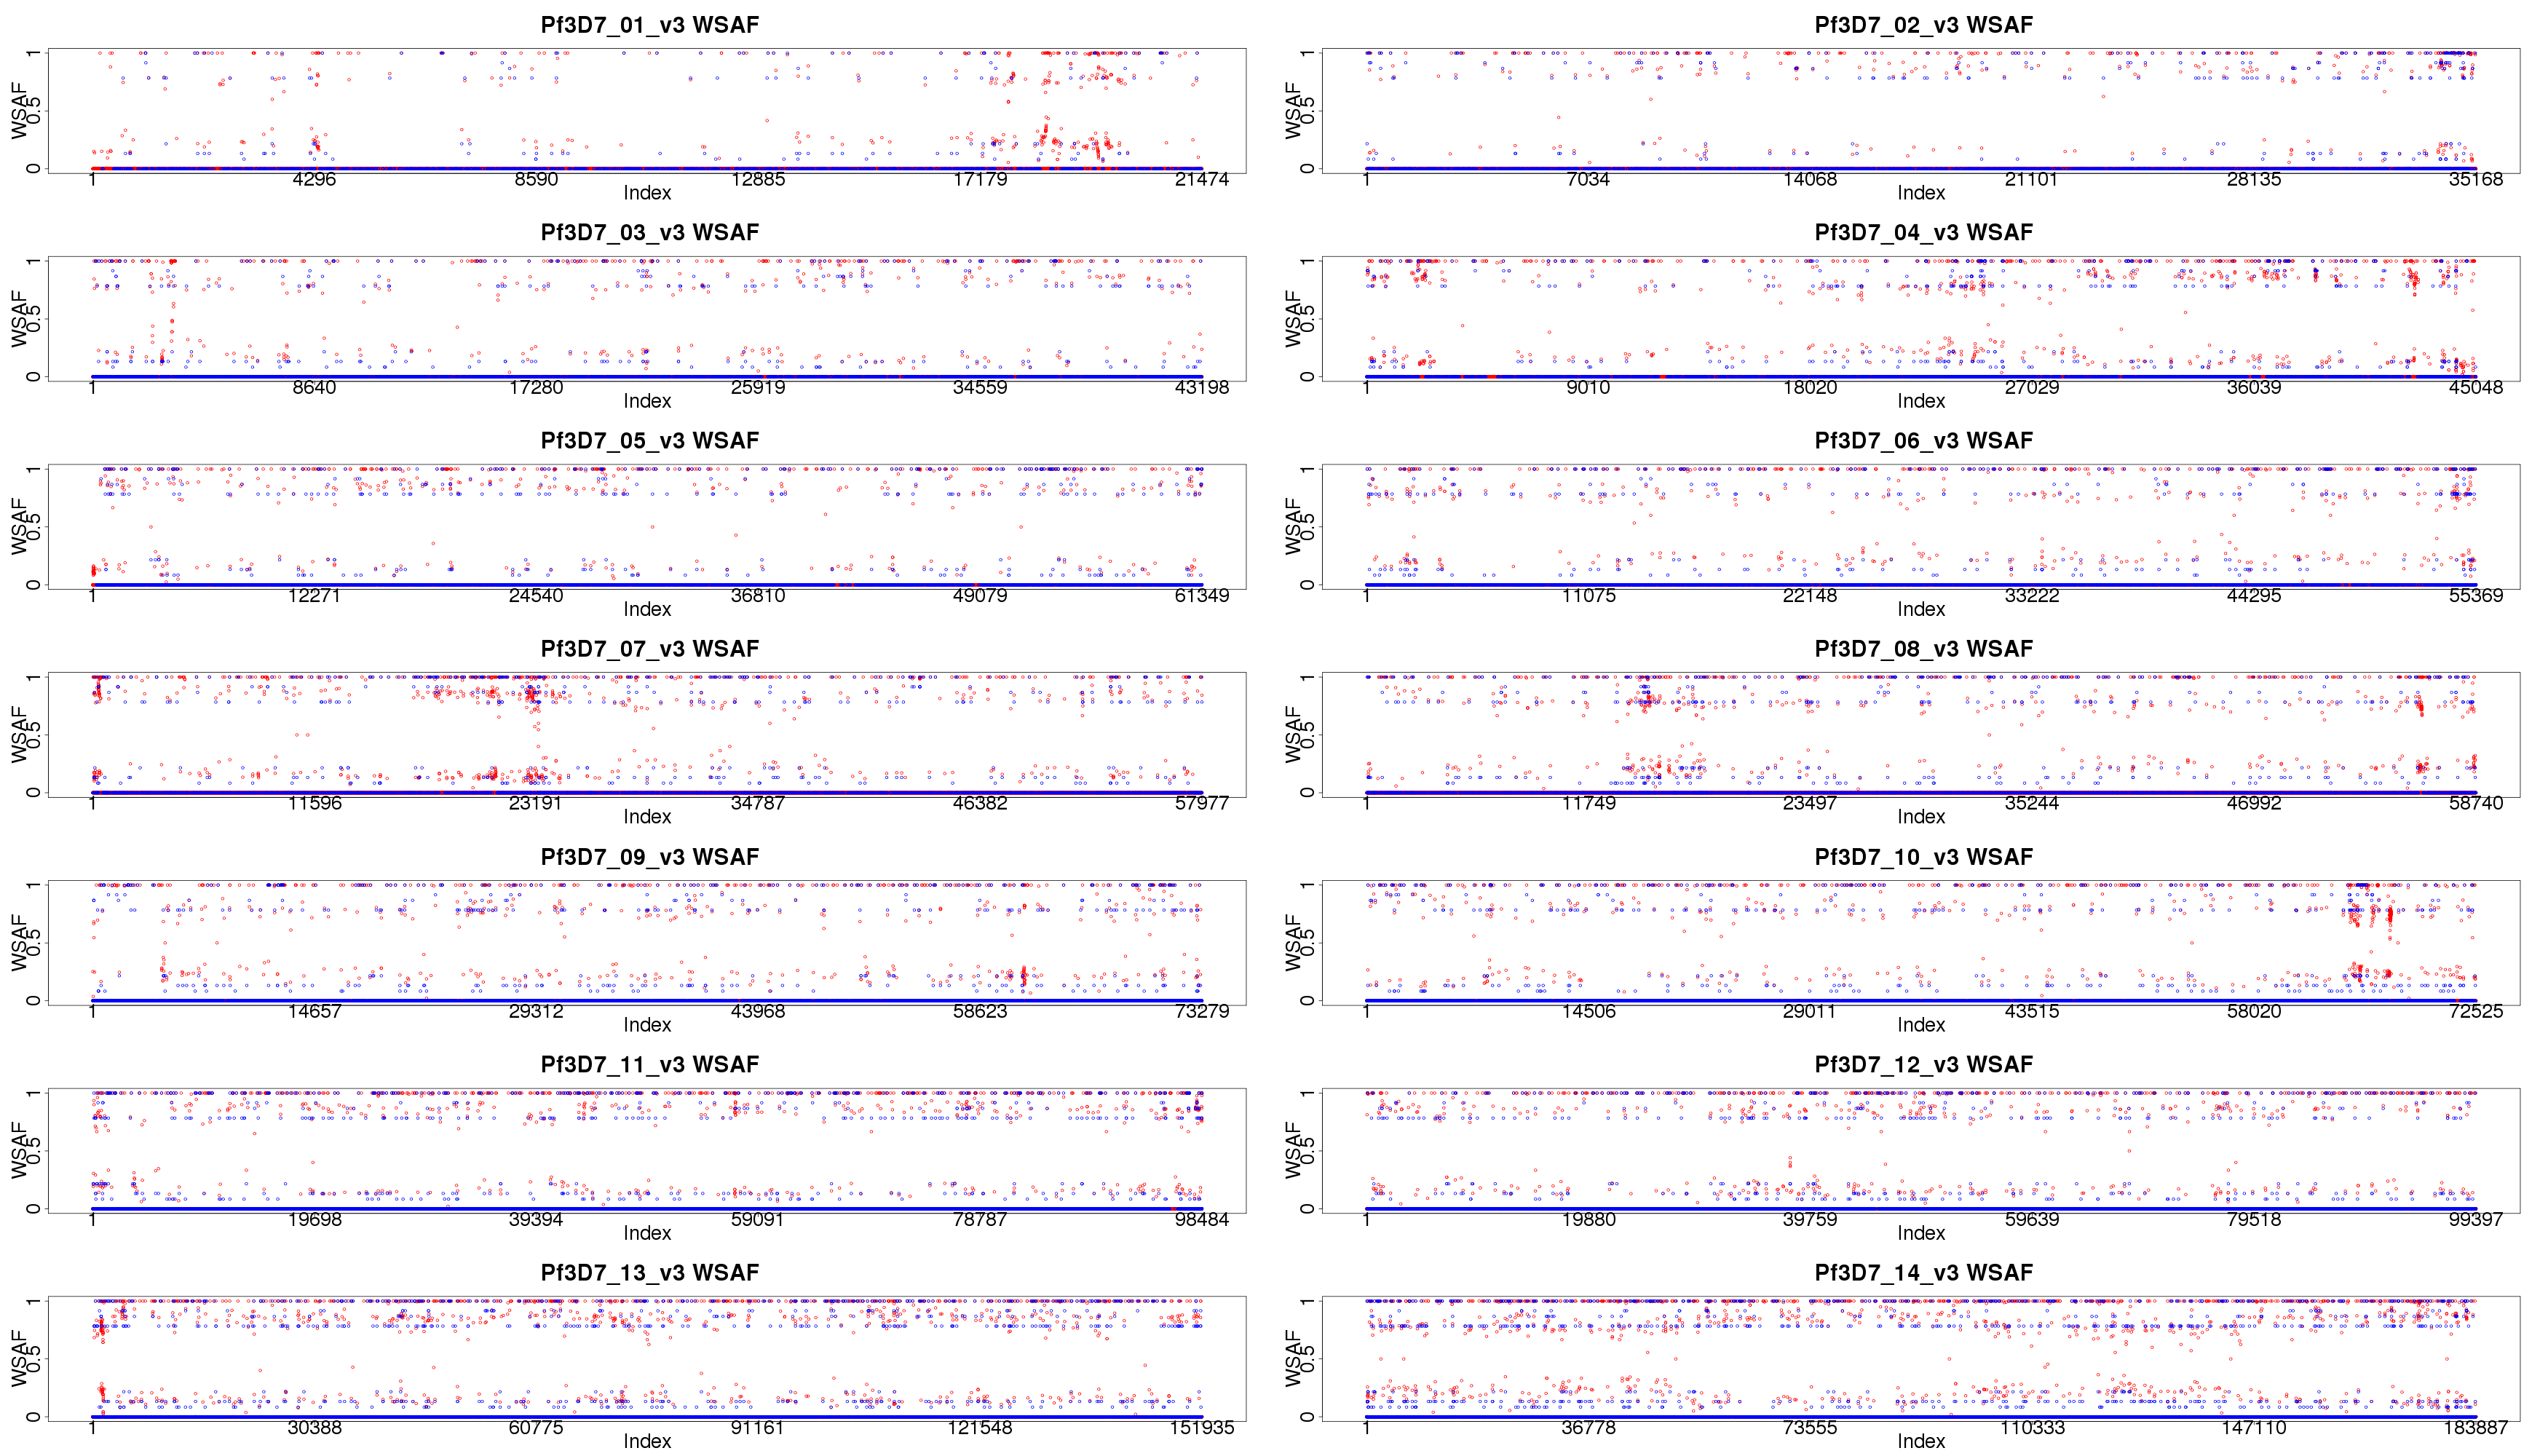 Pf3D7_01_v3 WSAF
WSAF
1
0.5
0
1 4296 8590 12885 17179 21474
Index
Pf3D7_02_v3 WSAF
WSAF
1
0.5
0
1 7034 14068 21101 28135 35168
Index
Pf3D7_03_v3 WSAF
WSAF
1
0.5
0
1 8640 17280 25919 34559 43198
Index
Pf3D7_04_v3 WSAF
WSAF
1
0.5
0
1 9010 18020 27029 36039 45048
Index
Pf3D7_05_v3 WSAF
WSAF
1
0.5
0
1 12271 24540 36810 49079 61349
Index
Pf3D7_06_v3 WSAF
WSAF
1
0.5
0
1 11075 22148 33222 44295 55369
Index
Pf3D7_07_v3 WSAF
WSAF
1
0.5
0
1 11596 23191 34787 46382 57977
Index
Pf3D7_08_v3 WSAF
WSAF
1
0.5
0
1 11749 23497 35244 46992 58740
Index
Pf3D7_09_v3 WSAF
WSAF
1
0.5
0
1 14657 29312 43968 58623 73279
Index
Pf3D7_10_v3 WSAF
WSAF
1
0.5
0
1 14506 29011 43515 58020 72525
Index
Pf3D7_11_v3 WSAF
WSAF
1
0.5
0
1 19698 39394 59091 78787 98484
Index
Pf3D7_12_v3 WSAF
WSAF
1
0.5
0
1 19880 39759 59639 79518 99397
Index
Pf3D7_13_v3 WSAF
WSAF
1
0.5
0
1 30388 60775 91161 121548 151935
Index
Pf3D7_14_v3 WSAF
WSAF
1
0.5
0
1 36778 73555 110333 147110 183887
Index